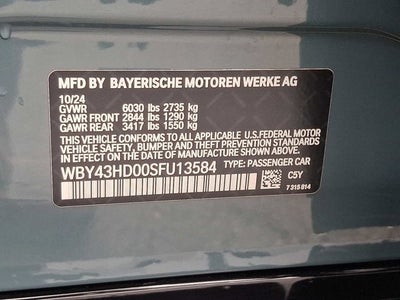 MFD BY BAYERISCHE MOTOREN WERKE AG
10/24
GVWR 6030 lbs 2735 kg
GAWR FRONT 2844 lbs 1290 kg
GAWR REAR 3417 lbs 1550 kg
THIS VEHICLE CONFORMS TO ALL APPLICABLE U.S.FEDERAL MOTOR
VEHICLE SAFETY, BUMPER, AND THEFT PREVENTION STANDARDS
IN EFFECT ON THE DATE OF MANUFACTURE SHOWN ABOVE.
WBY43HD00SFU13584 TYPE: PASSENGER CAR
C5Y
7 315 814